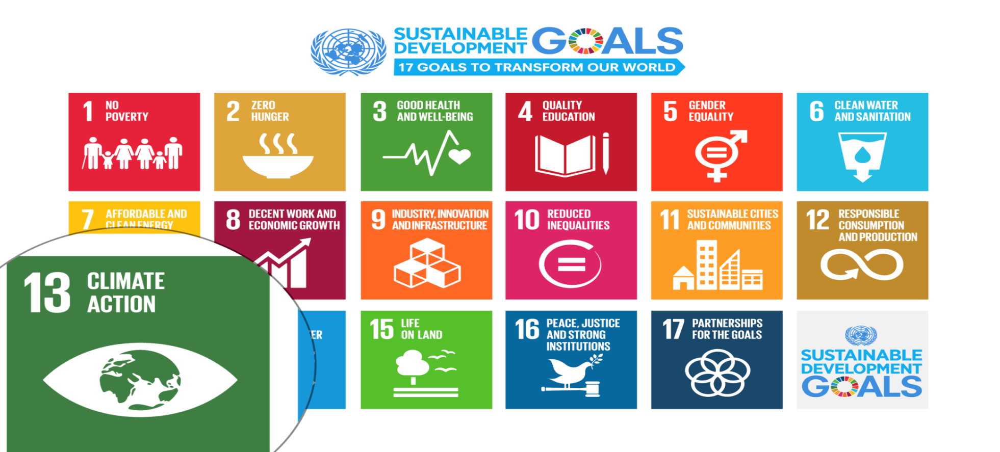 SUSTAINABLE
DEVELOPMENT
GOALS
17 GOALS TO TRANSFORM OUR WORLD
1 NO
POVERTY
2 ZERO
HUNGER
3 GOOD HEALTH
AND WELL-BEING
4 QUALITY
EDUCATION
5 GENDER
EQUALITY
6 CLEAN WATER
AND SANITATION
7 AFFORDABLE AND
CLEAN ENERGY
8 DECENT WORK AND
ECONOMIC GROWTH
9 INDUSTRY, INNOVATION
AND INFRASTRUCTURE
10 REDUCED
INEQUALITIES
11 SUSTAINABLE CITIES
AND COMMUNITIES
12 RESPONSIBLE
CONSUMPTION
AND PRODUCTION
13 CLIMATE
ACTION
15 LIFE
ON LAND
16 PEACE, JUSTICE
AND STRONG
INSTITUTIONS
17 PARTNERSHIPS
FOR THE GOALS
SUSTAINABLE
DEVELOPMENT
GOALS